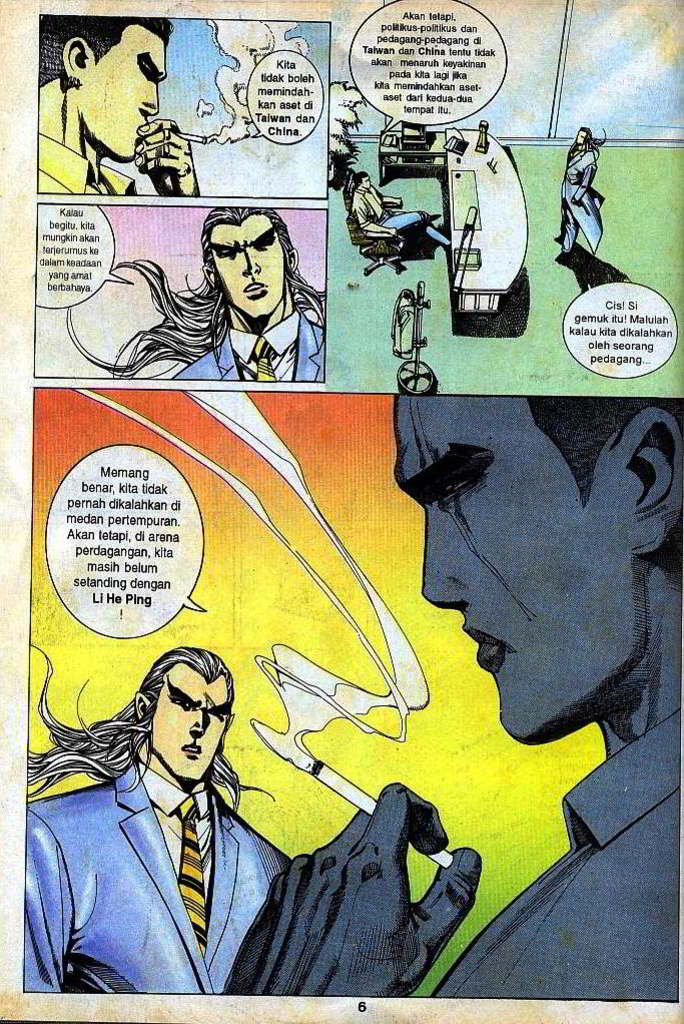 Kita
tidak boleh
memindah-
kan aset di
Taiwan dan
China.
Akan tetapi,
politikus-politikus dan
pedagang-pedagang di
Taiwan dan China tentu tidak
akan menaruh keyakinan
pada kita lagi jika
kita memindahkan aset-
aset dari kedua-dua
tempat itu.
Kalau
begitu, kita
mungkin akan
terjerumus ke
dalam keadaan
yang amat
berbahaya.
Cis! Si
gemuk itu! Malulah
kalau kita dikalahkan
oleh seorang
pedagang...
Memang
benar, kita tidak
pernah dikalahkan di
medan pertempuran.
Akan tetapi, di arena
perdagangan, kita
masih belum
setanding dengan
Li He Ping
!
6